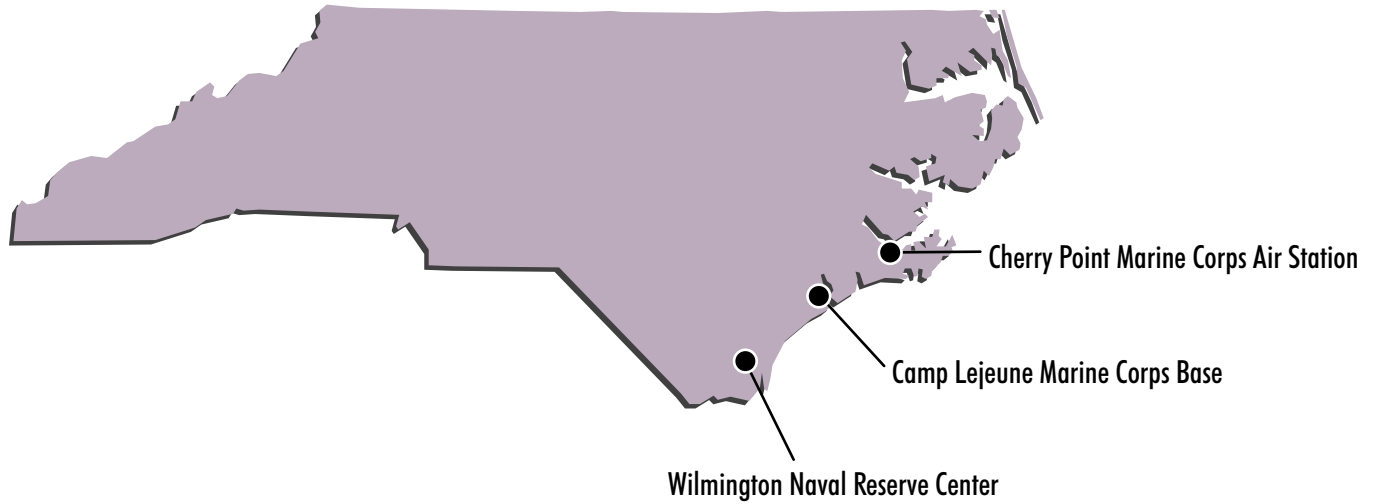 Cherry Point Marine Corps Air Station
Camp Lejeune Marine Corps Base
Wilmington Naval Reserve Center